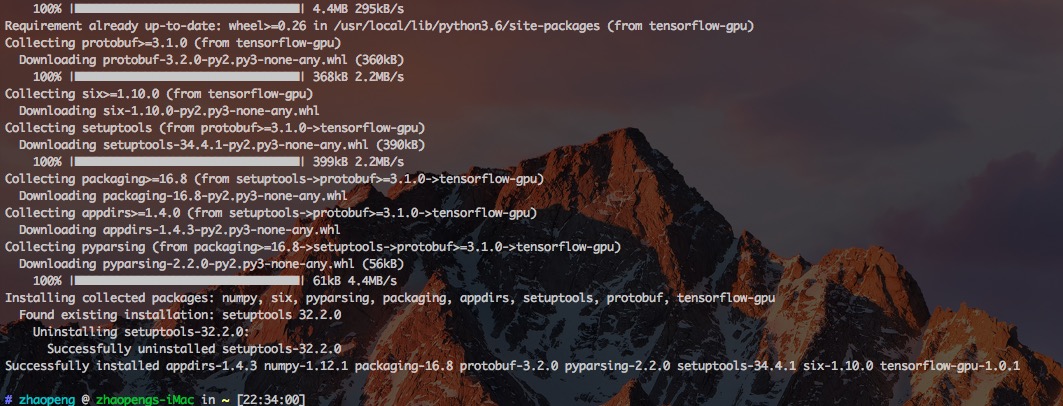 100% |████████████████████████████████| 4.4MB 295kB/s
Requirement already up-to-date: wheel>=0.26 in /usr/local/lib/python3.6/site-packages (from tensorflow-gpu)
Collecting protobuf>=3.1.0 (from tensorflow-gpu)
Downloading protobuf-3.2.0-py2.py3-none-any.whl (360kB)
100% |████████████████████████████████| 368kB 2.2MB/s
Collecting six>=1.10.0 (from tensorflow-gpu)
Downloading six-1.10.0-py2.py3-none-any.whl
Collecting setuptools (from protobuf>=3.1.0->tensorflow-gpu)
Downloading setuptools-34.4.1-py2.py3-none-any.whl (390kB)
100% |████████████████████████████████| 399kB 2.2MB/s
Collecting packaging>=16.8 (from setuptools->protobuf>=3.1.0->tensorflow-gpu)
Downloading packaging-16.8-py2.py3-none-any.whl
Collecting appdirs>=1.4.0 (from setuptools->protobuf>=3.1.0->tensorflow-gpu)
Downloading appdirs-1.4.3-py2.py3-none-any.whl
Collecting pyparsing (from packaging>=16.8->setuptools->protobuf>=3.1.0->tensorflow-gpu)
Downloading pyparsing-2.2.0-py2.py3-none-any.whl (56kB)
100% |████████████████████████████████| 61kB 4.4MB/s
Installing collected packages: numpy, six, pyparsing, packaging, appdirs, setuptools, protobuf, tensorflow-gpu
Found existing installation: setuptools 32.2.0
Uninstalling setuptools-32.2.0:
Successfully uninstalled setuptools-32.2.0
Successfully installed appdirs-1.4.3 numpy-1.12.1 packaging-16.8 protobuf-3.2.0 pyparsing-2.2.0 setuptools-34.4.1 six-1.10.0 tensorflow-gpu-1.0.1
# zhaopeng @ zhaopengs-iMac in ~ [22:34:00]